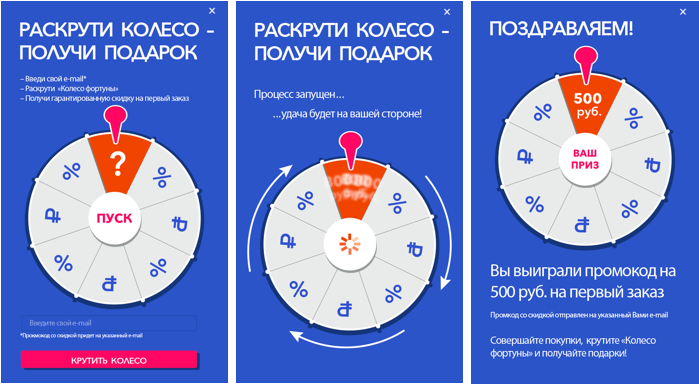 ×
РАСКРУТИ КОЛЕСО -
ПОЛУЧИ ПОДАРОК
– Введи свой e-mail*
– Раскрути «Колесо фортуны»
– Получи гарантированную скидку на первый заказ
?
%
%
₽
₽
ПУСК
%
%
₽
Введите свой e-mail
*Промокод со скидкой придет на указанный e-mail
КРУТИТЬ КОЛЕСО
×
РАСКРУТИ КОЛЕСО -
ПОЛУЧИ ПОДАРОК
Процесс запущен...
...удача будет на вашей стороне!
%
%
₽
₽
%
%
₽
×
ПОЗДРАВЛЯЕМ!
500
руб.
%
%
₽
₽
ВАШ
ПРИЗ
%
%
₽
Вы выиграли промокод на
500 руб. на первый заказ
Промкод со скидкой отправлен на указанный Вами e-mail
Совершайте покупки, крутите «Колесо
фортуны» и получайте подарки!